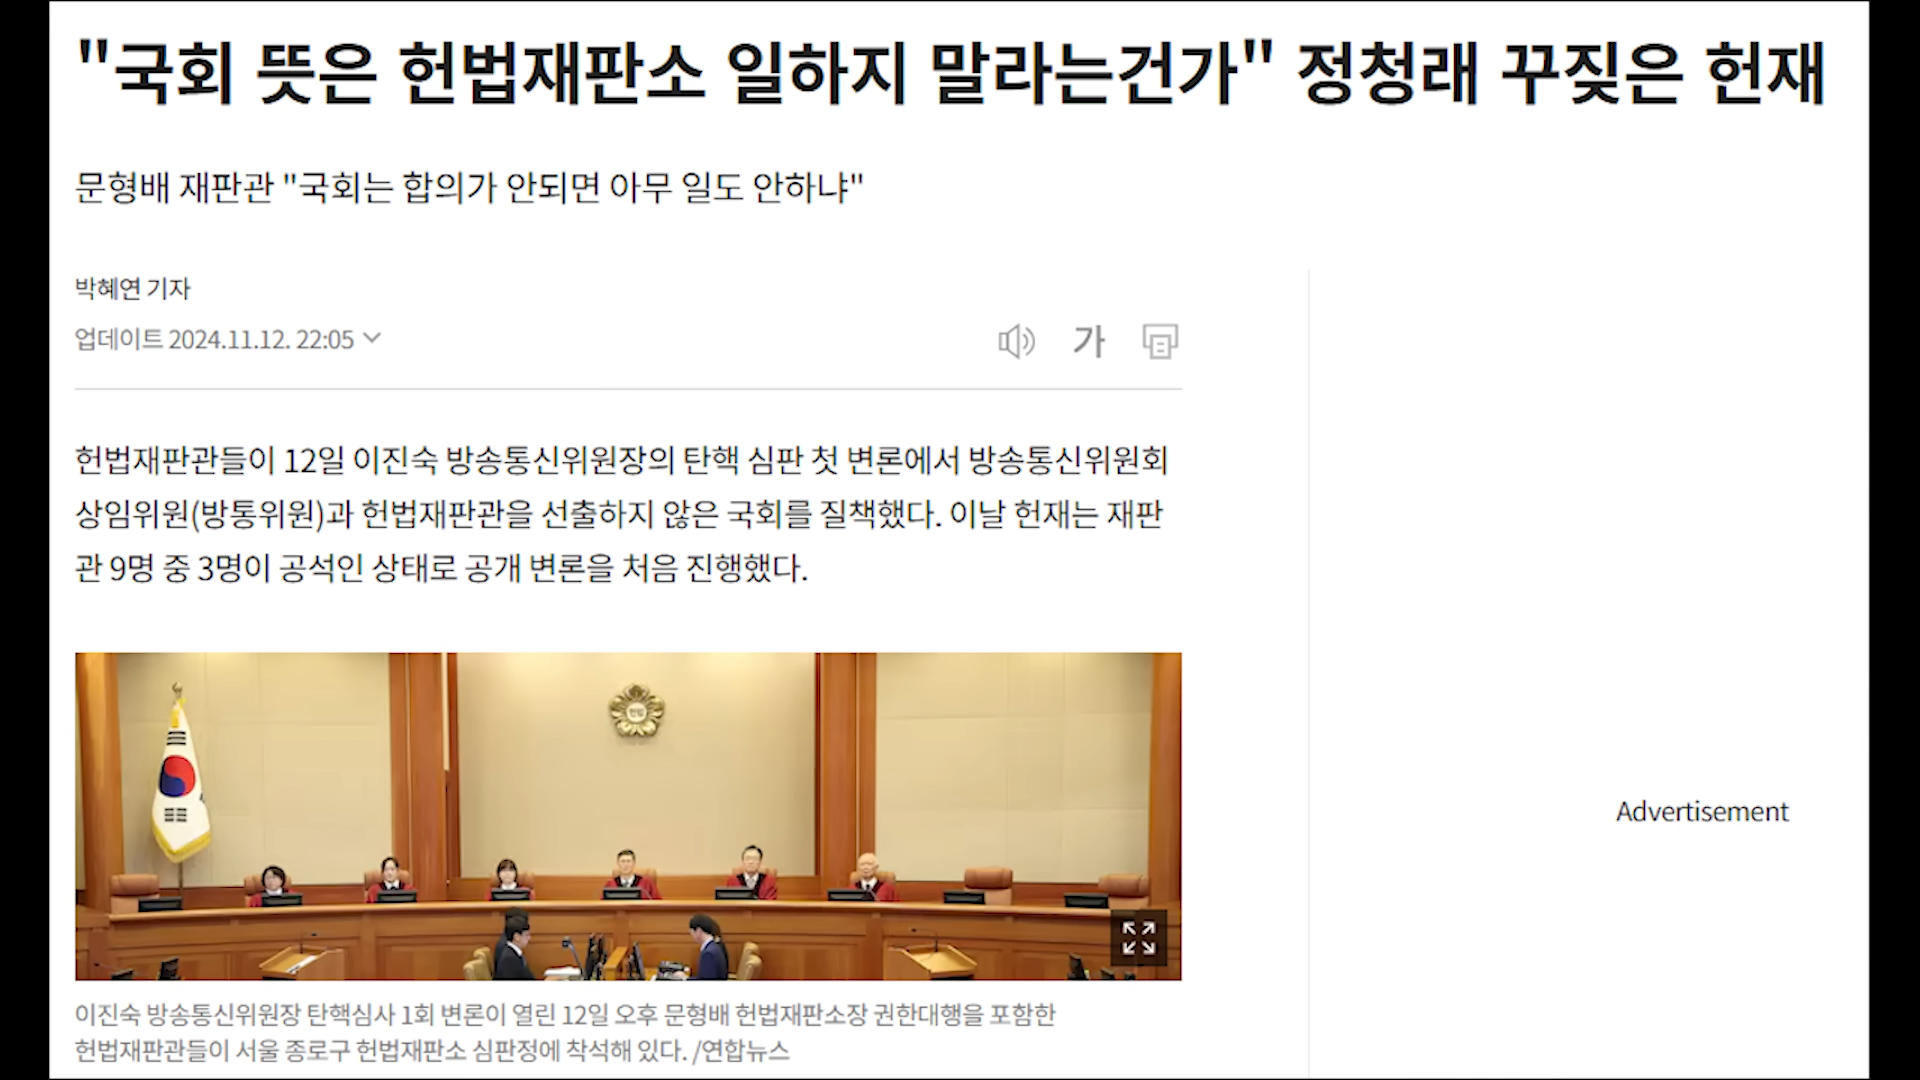 "국회 뜻은 헌법재판소 일하지 말라는건가" 정청래 꾸짖은 헌재
문형배 재판관 "국회는 합의가 안되면 아무 일도 안하냐"
박혜연 기자
업데이트 2024.11.12. 22:05
가
헌법재판관들이 12일 이진숙 방송통신위원장의 탄핵 심판 첫 변론에서 방송통신위원회
상임위원(방통위원)과 헌법재판관을 선출하지 않은 국회를 질책했다. 이날 헌재는 재판
관 9명 중 3명이 공석인 상태로 공개 변론을 처음 진행했다.
헌법
Advertisement
이진숙 방송통신위원장 탄핵심사 1회 변론이 열린 12일 오후 문형배 헌법재판소장 권한대행을 포함한
헌법재판관들이 서울 종로구 헌법재판소 심판정에 착석해 있다. /연합뉴스